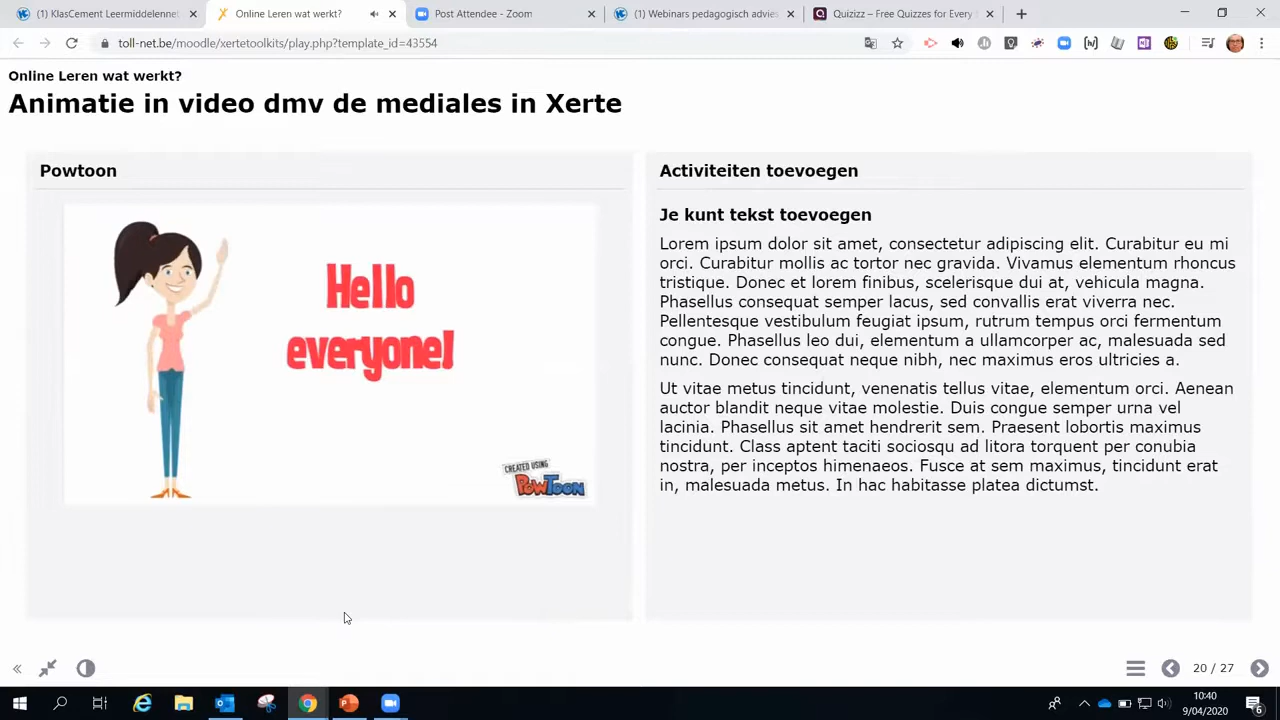 (1) KlasCement Leermiddelennet
Online Leren wat werkt?
Post Attendee - Zoom
(1) Webinars pedagogisch advies
Quizizz – Free Quizzes for Every
toll-net.be/moodle/xertetoolkits/play.php?template_id=43554
Online Leren wat werkt?
Animatie in video dmv de mediales in Xerte
Powtoon
Hello
everyone!
CREATED USING
POWTOON
Activiteiten toevoegen
Je kunt tekst toevoegen
Lorem ipsum dolor sit amet, consectetur adipiscing elit. Curabitur eu mi
orci. Curabitur mollis ac tortor nec gravida. Vivamus elementum rhoncus
tristique. Donec et lorem finibus, scelerisque dui at, vehicula magna.
Phasellus consequat semper lacus, sed convallis erat viverra nec.
Pellentesque vestibulum feugiat ipsum, rutrum tempus orci fermentum
congue. Phasellus leo dui, elementum a ullamcorper ac, malesuada sed
nunc. Donec consequat neque nibh, nec maximus eros ultricies a.
Ut vitae metus tincidunt, venenatis tellus vitae, elementum orci. Aenean
auctor blandit neque vitae molestie. Duis congue semper urna vel
lacinia. Phasellus sit amet hendrerit sem. Praesent lobortis maximus
tincidunt. Class aptent taciti sociosqu ad litora torquent per conubia
nostra, per inceptos himenaeos. Fusce at sem maximus, tincidunt erat
in, malesuada metus. In hac habitasse platea dictumst.
20 / 27
10:40
9/04/2020
6